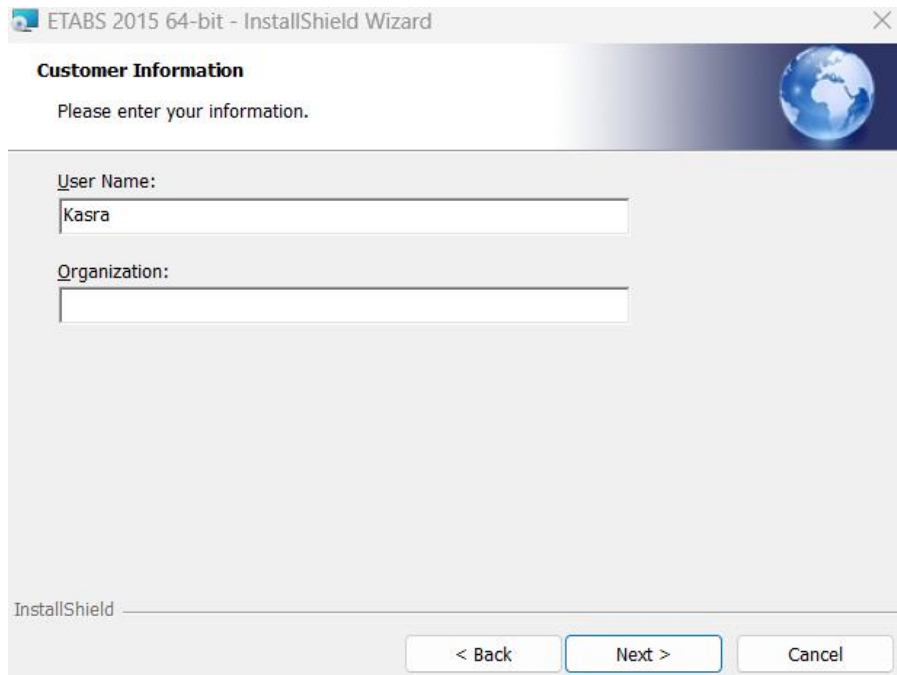 ETABS 2015 64-bit - InstallShield Wizard
Customer Information
Please enter your information.
User Name:
Kasra
Organization:
InstallShield
< Back Next > Cancel